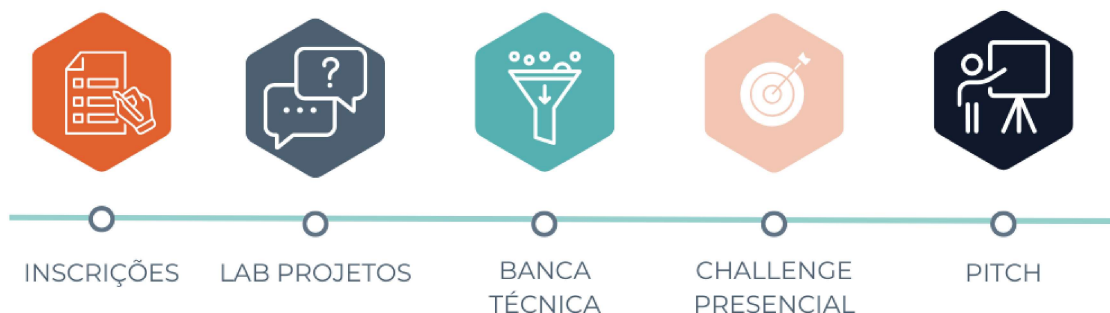 ?
INSCRIÇÕES
LAB PROJETOS
BANCA
TÉCNICA
CHALLENGE
PRESENCIAL
PITCH